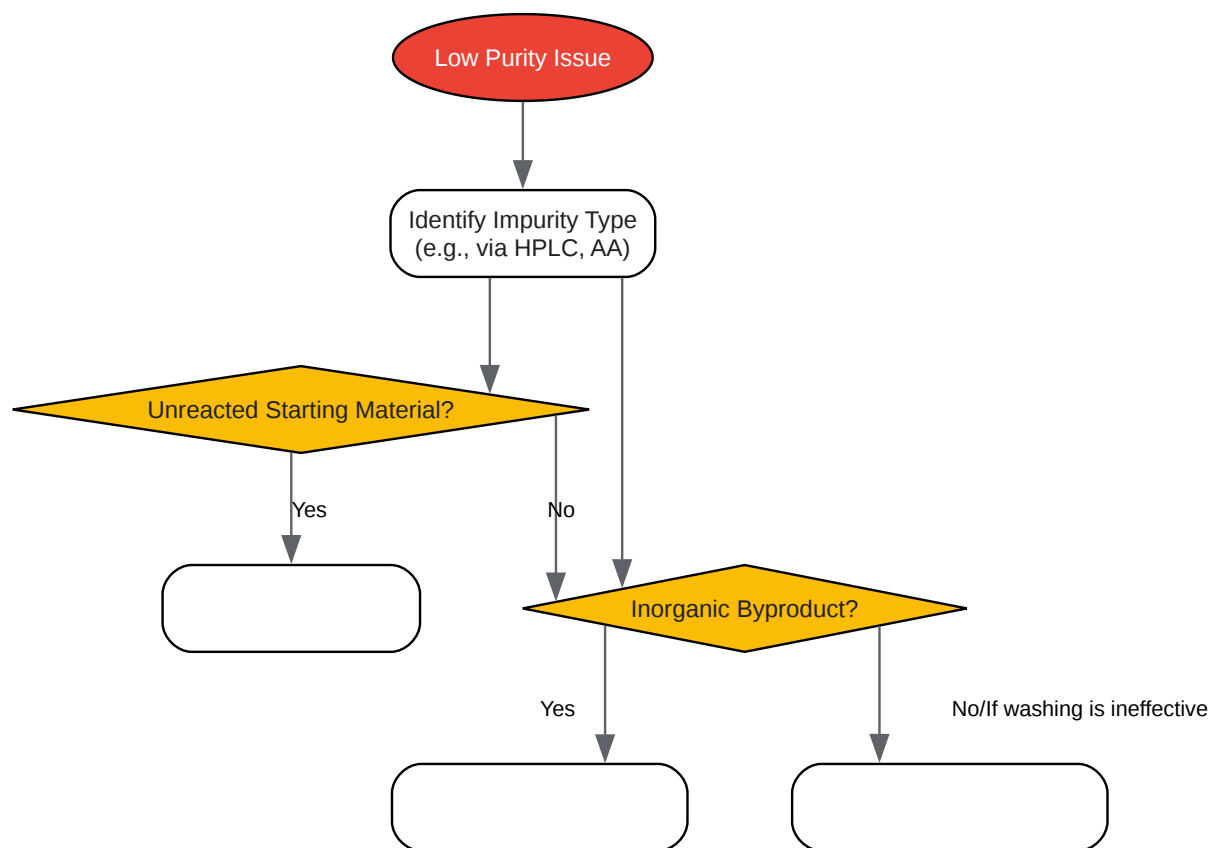 Low Purity Issue
Identify Impurity Type
(e.g., via HPLC, AA)
Unreacted Starting Material?
Yes
No
Inorganic Byproduct?
Yes
No/If washing is ineffective